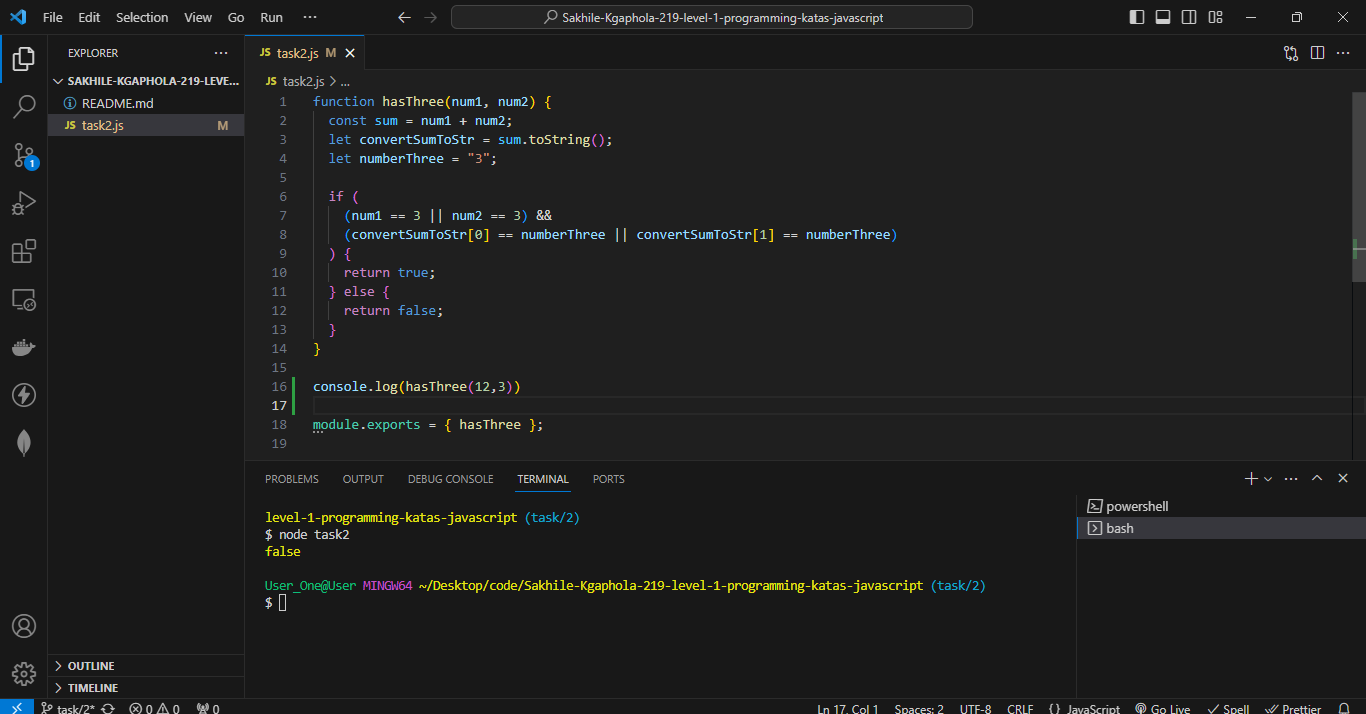 File Edit Selection View Go Run ···
Sakhile-Kgaphola-219-level-1-programming-katas-javascript
EXPLORER ···
SAKHILE-KGAPHOLA-219-LEVE...
README.md
JS task2.js M
1
JS task2.js M
JS task2.js > ...
1 function hasThree(num1, num2) {
2 const sum = num1 + num2;
3 let convertSumToStr = sum.toString();
4 let numberThree = "3";
5
6 if (
7 (num1 == 3 || num2 == 3) &&
8 (convertSumToStr[0] == numberThree || convertSumToStr[1] == numberThree)
9 ) {
10 return true;
11 } else {
12 return false;
13 }
14 }
15
16 console.log(hasThree(12,3))
17
18 module.exports = { hasThree };
19
PROBLEMS OUTPUT DEBUG CONSOLE TERMINAL PORTS
level-1-programming-katas-javascript (task/2)
$ node task2
false
User_One@User MINGW64 ~/Desktop/code/Sakhile-Kgaphola-219-level-1-programming-katas-javascript (task/2)
$
powershell
bash
OUTLINE
TIMELINE
task/2* 0 0 0 Ln 17, Col 1 Spaces: 2 UTF-8 CRLF {} JavaScript Go Live Spell Prettier